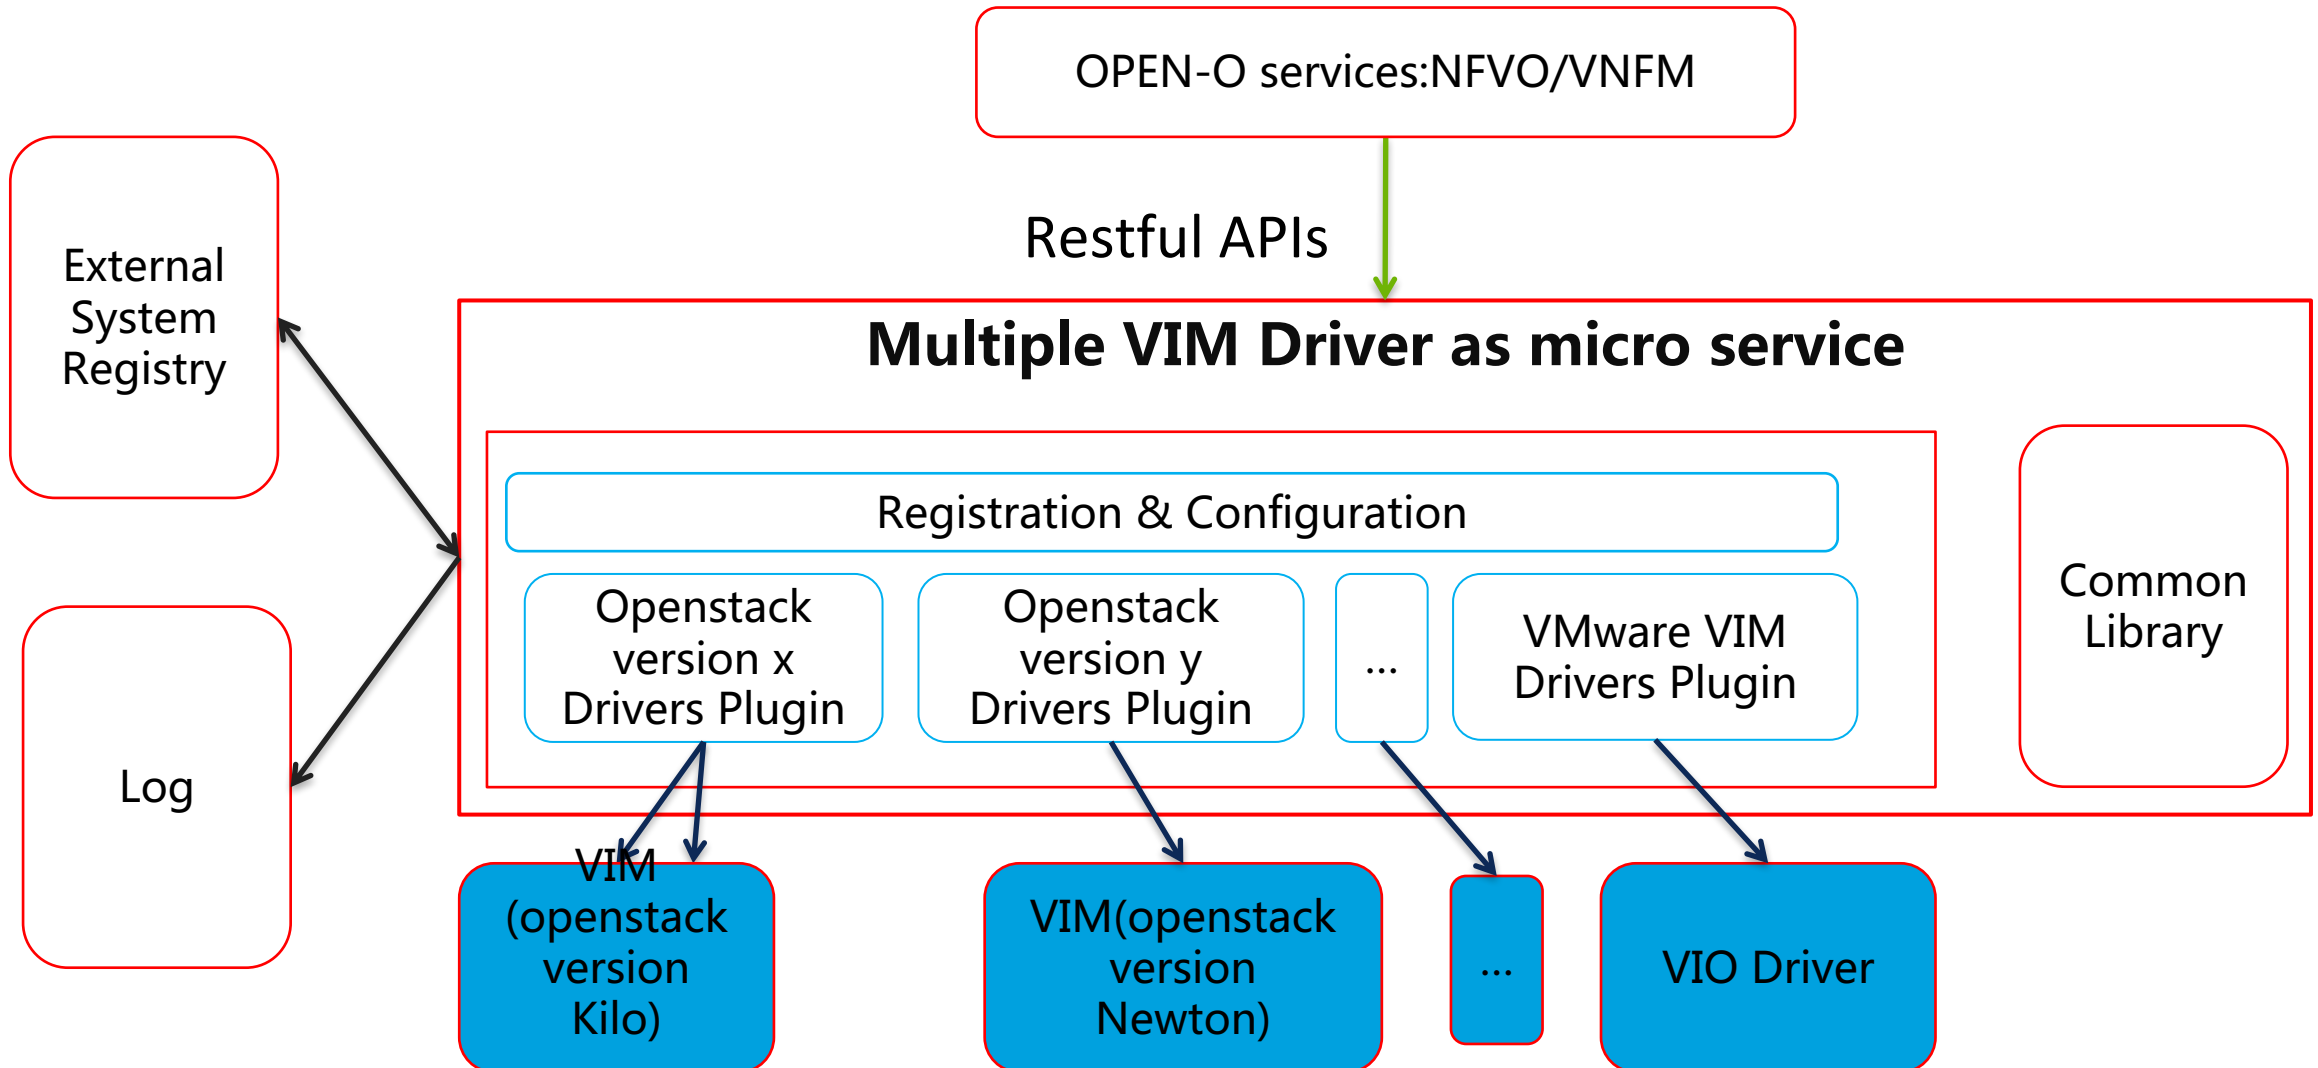 OPEN-O services:NFVO/VNFM
Restful APIs
External
System
Registry
Multiple VIM Driver as micro service
Registration & Configuration
Openstack
version x
Drivers Plugin
Openstack
version y
Drivers Plugin
...
VMware VIM
Drivers Plugin
Common
Library
Log
VIM
(openstack
version
Kilo)
VIM(openstack
version
Newton)
...
VIO Driver